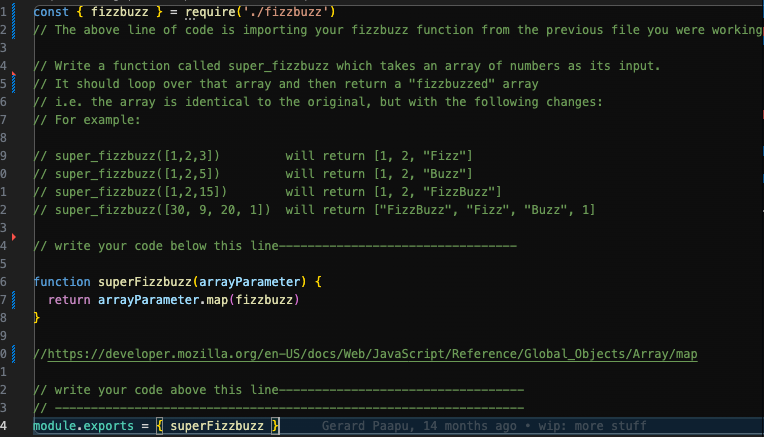 1 const { fizzbuzz } = require('./fizzbuzz')
2 // The above line of code is importing your fizzbuzz function from the previous file you were working
3
4 // Write a function called super_fizzbuzz which takes an array of numbers as its input.
5 // It should loop over that array and then return a "fizzbuzzed" array
6 // i.e. the array is identical to the original, but with the following changes:
7 // For example:
8
9 // super_fizzbuzz([1,2,3])         will return [1, 2, "Fizz"]
0 // super_fizzbuzz([1,2,5])         will return [1, 2, "Buzz"]
1 // super_fizzbuzz([1,2,15])        will return [1, 2, "FizzBuzz"]
2 // super_fizzbuzz([30, 9, 20, 1])  will return ["FizzBuzz", "Fizz", "Buzz", 1]
3
4 // write your code below this line---------------------------------
5
6 function superFizzbuzz(arrayParameter) {
7   return arrayParameter.map(fizzbuzz)
8 }
9
0 //https://developer.mozilla.org/en-US/docs/Web/JavaScript/Reference/Global_Objects/Array/map
1
2 // write your code above this line----------------------------------
3 // -----------------------------------------------------------------
4 module.exports = { superFizzbuzz }      Gerard Paapu, 14 months ago • wip: more stuff